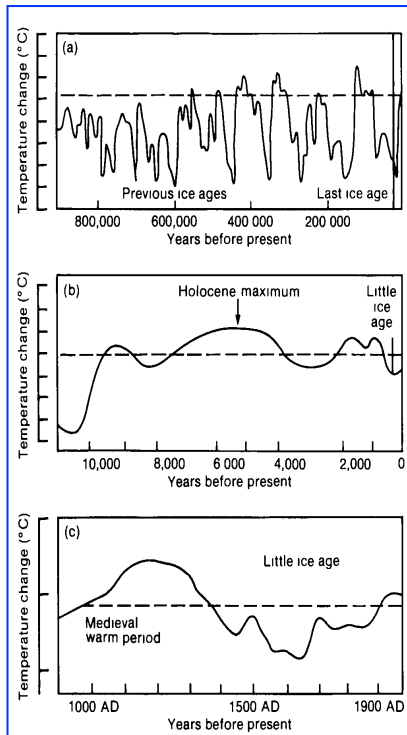 Temperature change (°C)
(a)
Previous ice ages
Last ice age
800,000 600,000 400 000 200 000
Years before present
Temperature change (°C)
(b)
Holocene maximum
Little
ice
age
10,000 8,000 6 000 4,000 2,000 0
Years before present
Temperature change (°C)
(c)
Little ice age
Medieval
warm period
1000 AD 1500 AD 1900 AD
Years before present